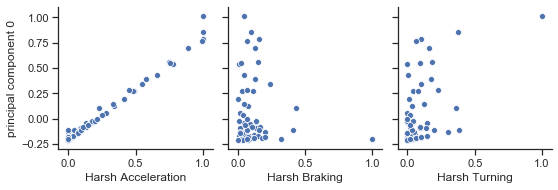 principal component 0
1.00
0.75
0.50
0.25
0.00
−0.25
0.0 0.5 1.0
0.0 0.5 1.0
0.0 0.5 1.0
Harsh Acceleration
Harsh Braking
Harsh Turning